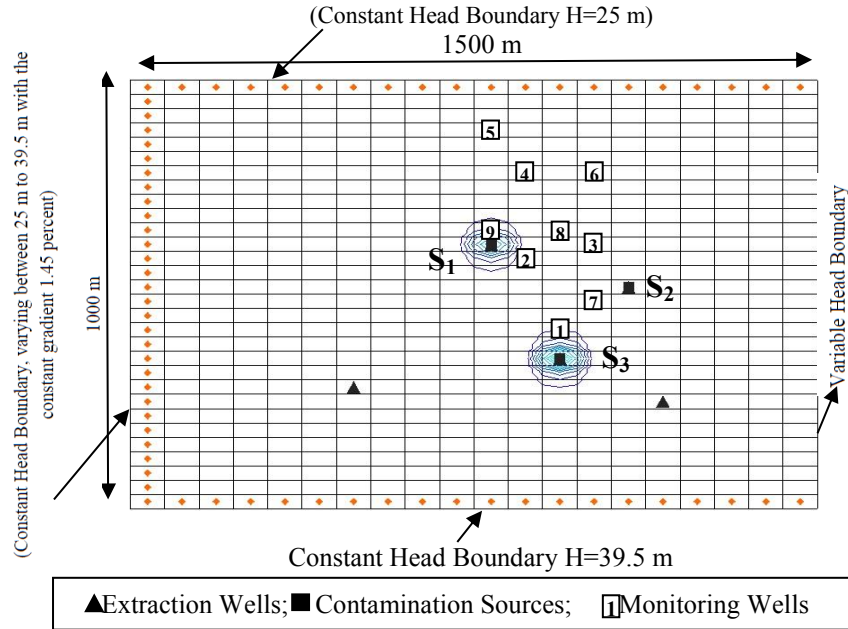 (Constant Head Boundary H=25 m)
1500 m
(Constant Head Boundary, varying between 25 m to 39.5 m with the
constant gradient 1.45 percent)
1000 m
5
4
6
9
8
3
S1
2
S2
7
1
S3
Variable Head Boundary
Constant Head Boundary H=39.5 m
Extraction Wells; Contamination Sources; 1 Monitoring Wells